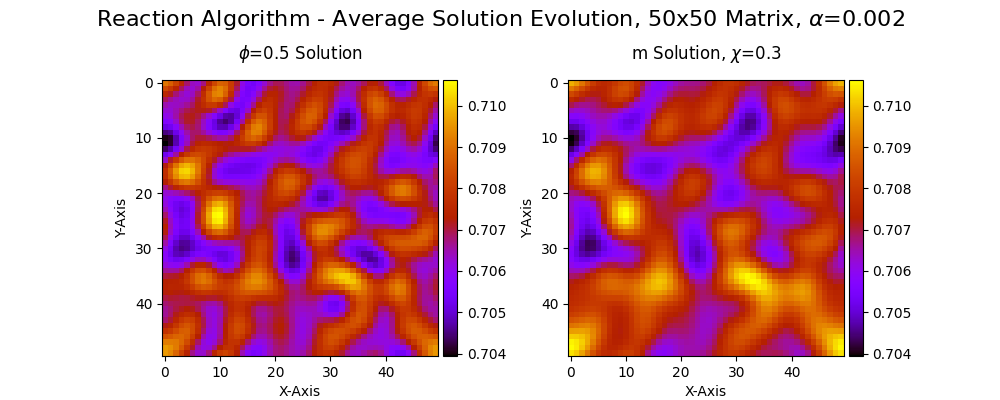 Reaction Algorithm - Average Solution Evolution, 50x50 Matrix, α=0.002
ϕ=0.5 Solution
m Solution, χ=0.3
0
10
20
30
40
Y-Axis
0 10 20 30 40
X-Axis
0.710
0.709
0.708
0.707
0.706
0.705
0.704
0
10
20
30
40
Y-Axis
0 10 20 30 40
X-Axis
0.710
0.709
0.708
0.707
0.706
0.705
0.704